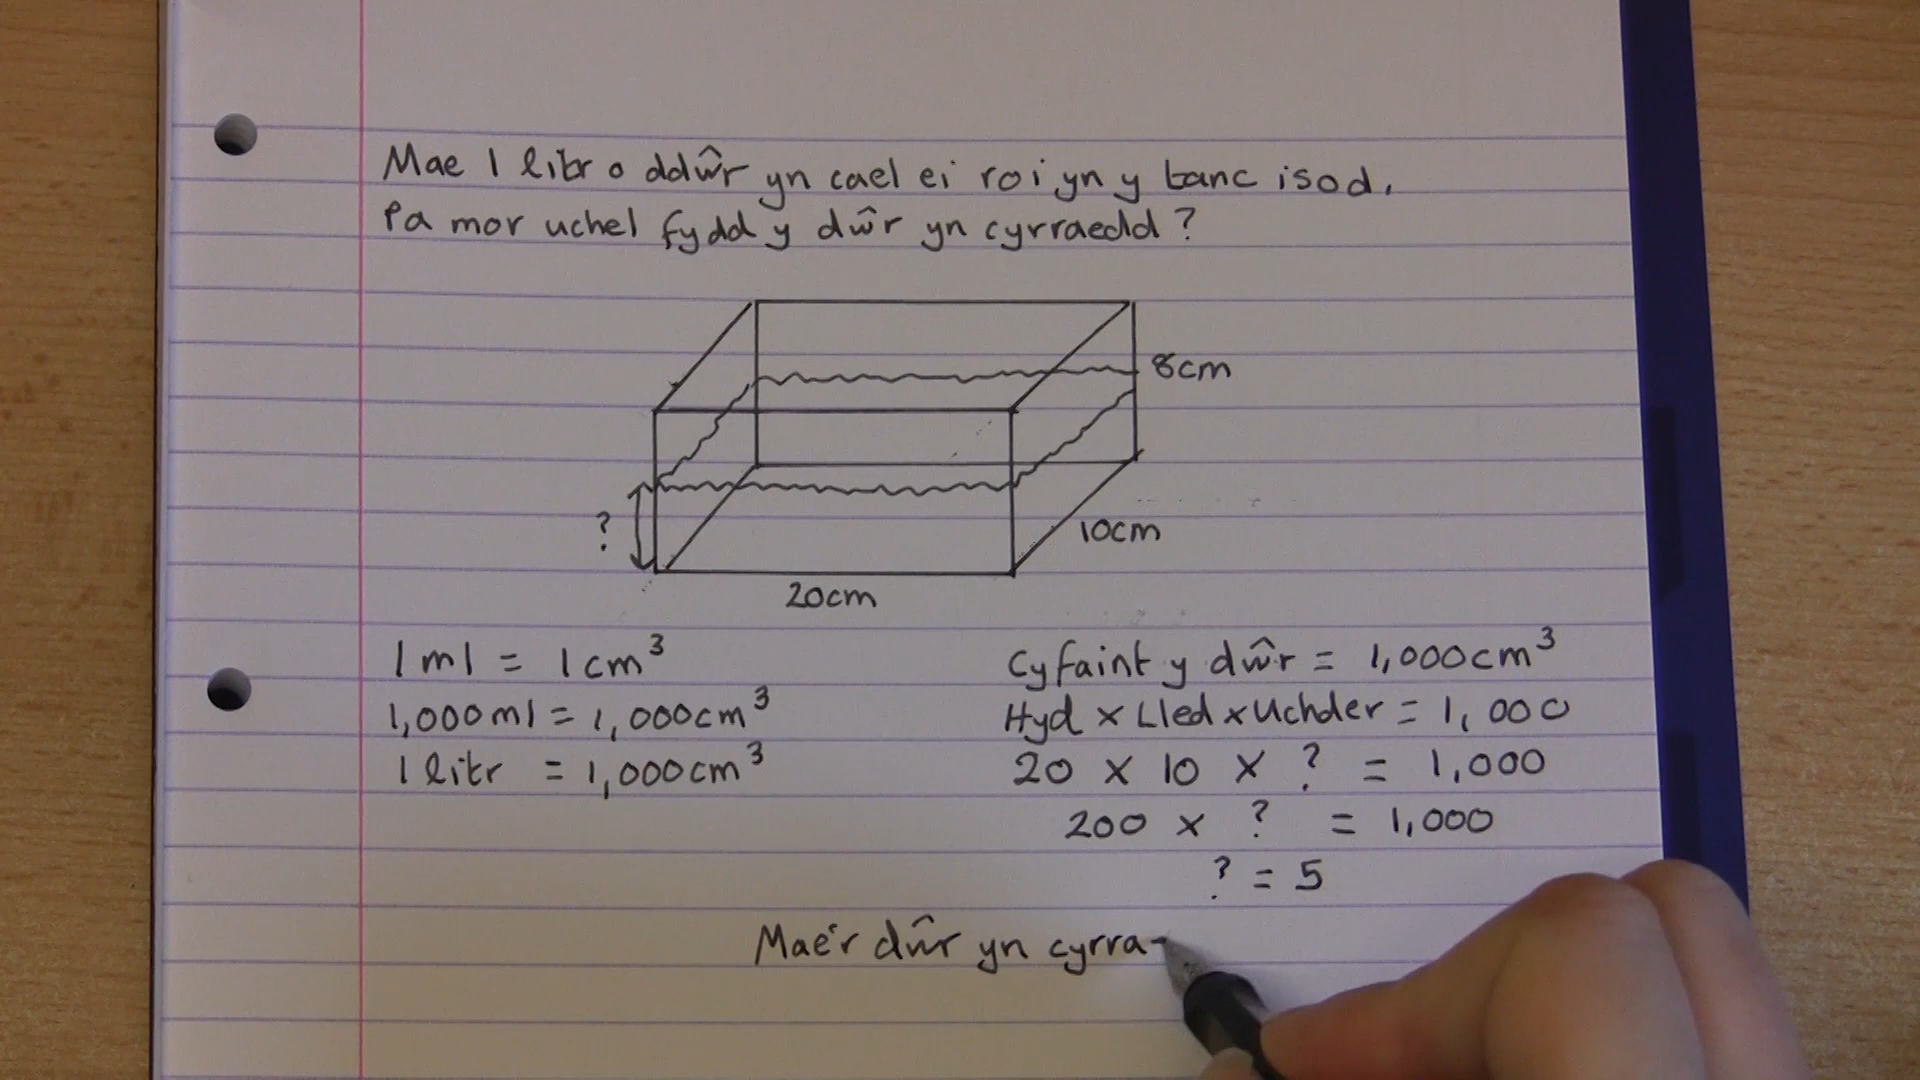 Mae 1 litr o ddŵr yn cael ei roi yn y tanc isod.
Pa mor uchel fydd y dŵr yn cyrraedd?
8cm
?
10cm
20cm
1 ml = 1cm³
1,000ml = 1,000cm³
1 litr = 1,000cm³
Cyfaint y dŵr = 1,000cm³
Hyd x Lled x Uchder = 1,000
20 x 10 x ? = 1,000
200 x ? = 1,000
? = 5
Mae'r dŵr yn cyrra